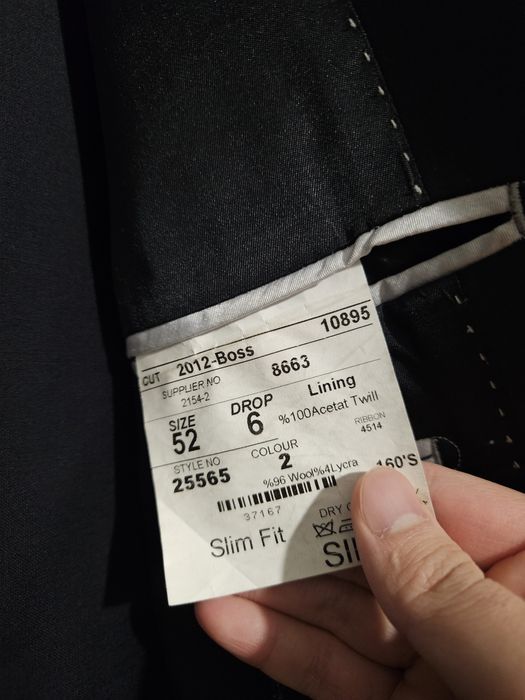 CUT 2012-Boss 10895
SUPPLIER NO 8663
2154-2
SIZE DROP Lining
52 6 %100Acetat Twill
STYLE NO COLOUR RIBBON
25565 2 4514
%96 Wool%4Lycra 160'S
37167
Slim Fit DRY